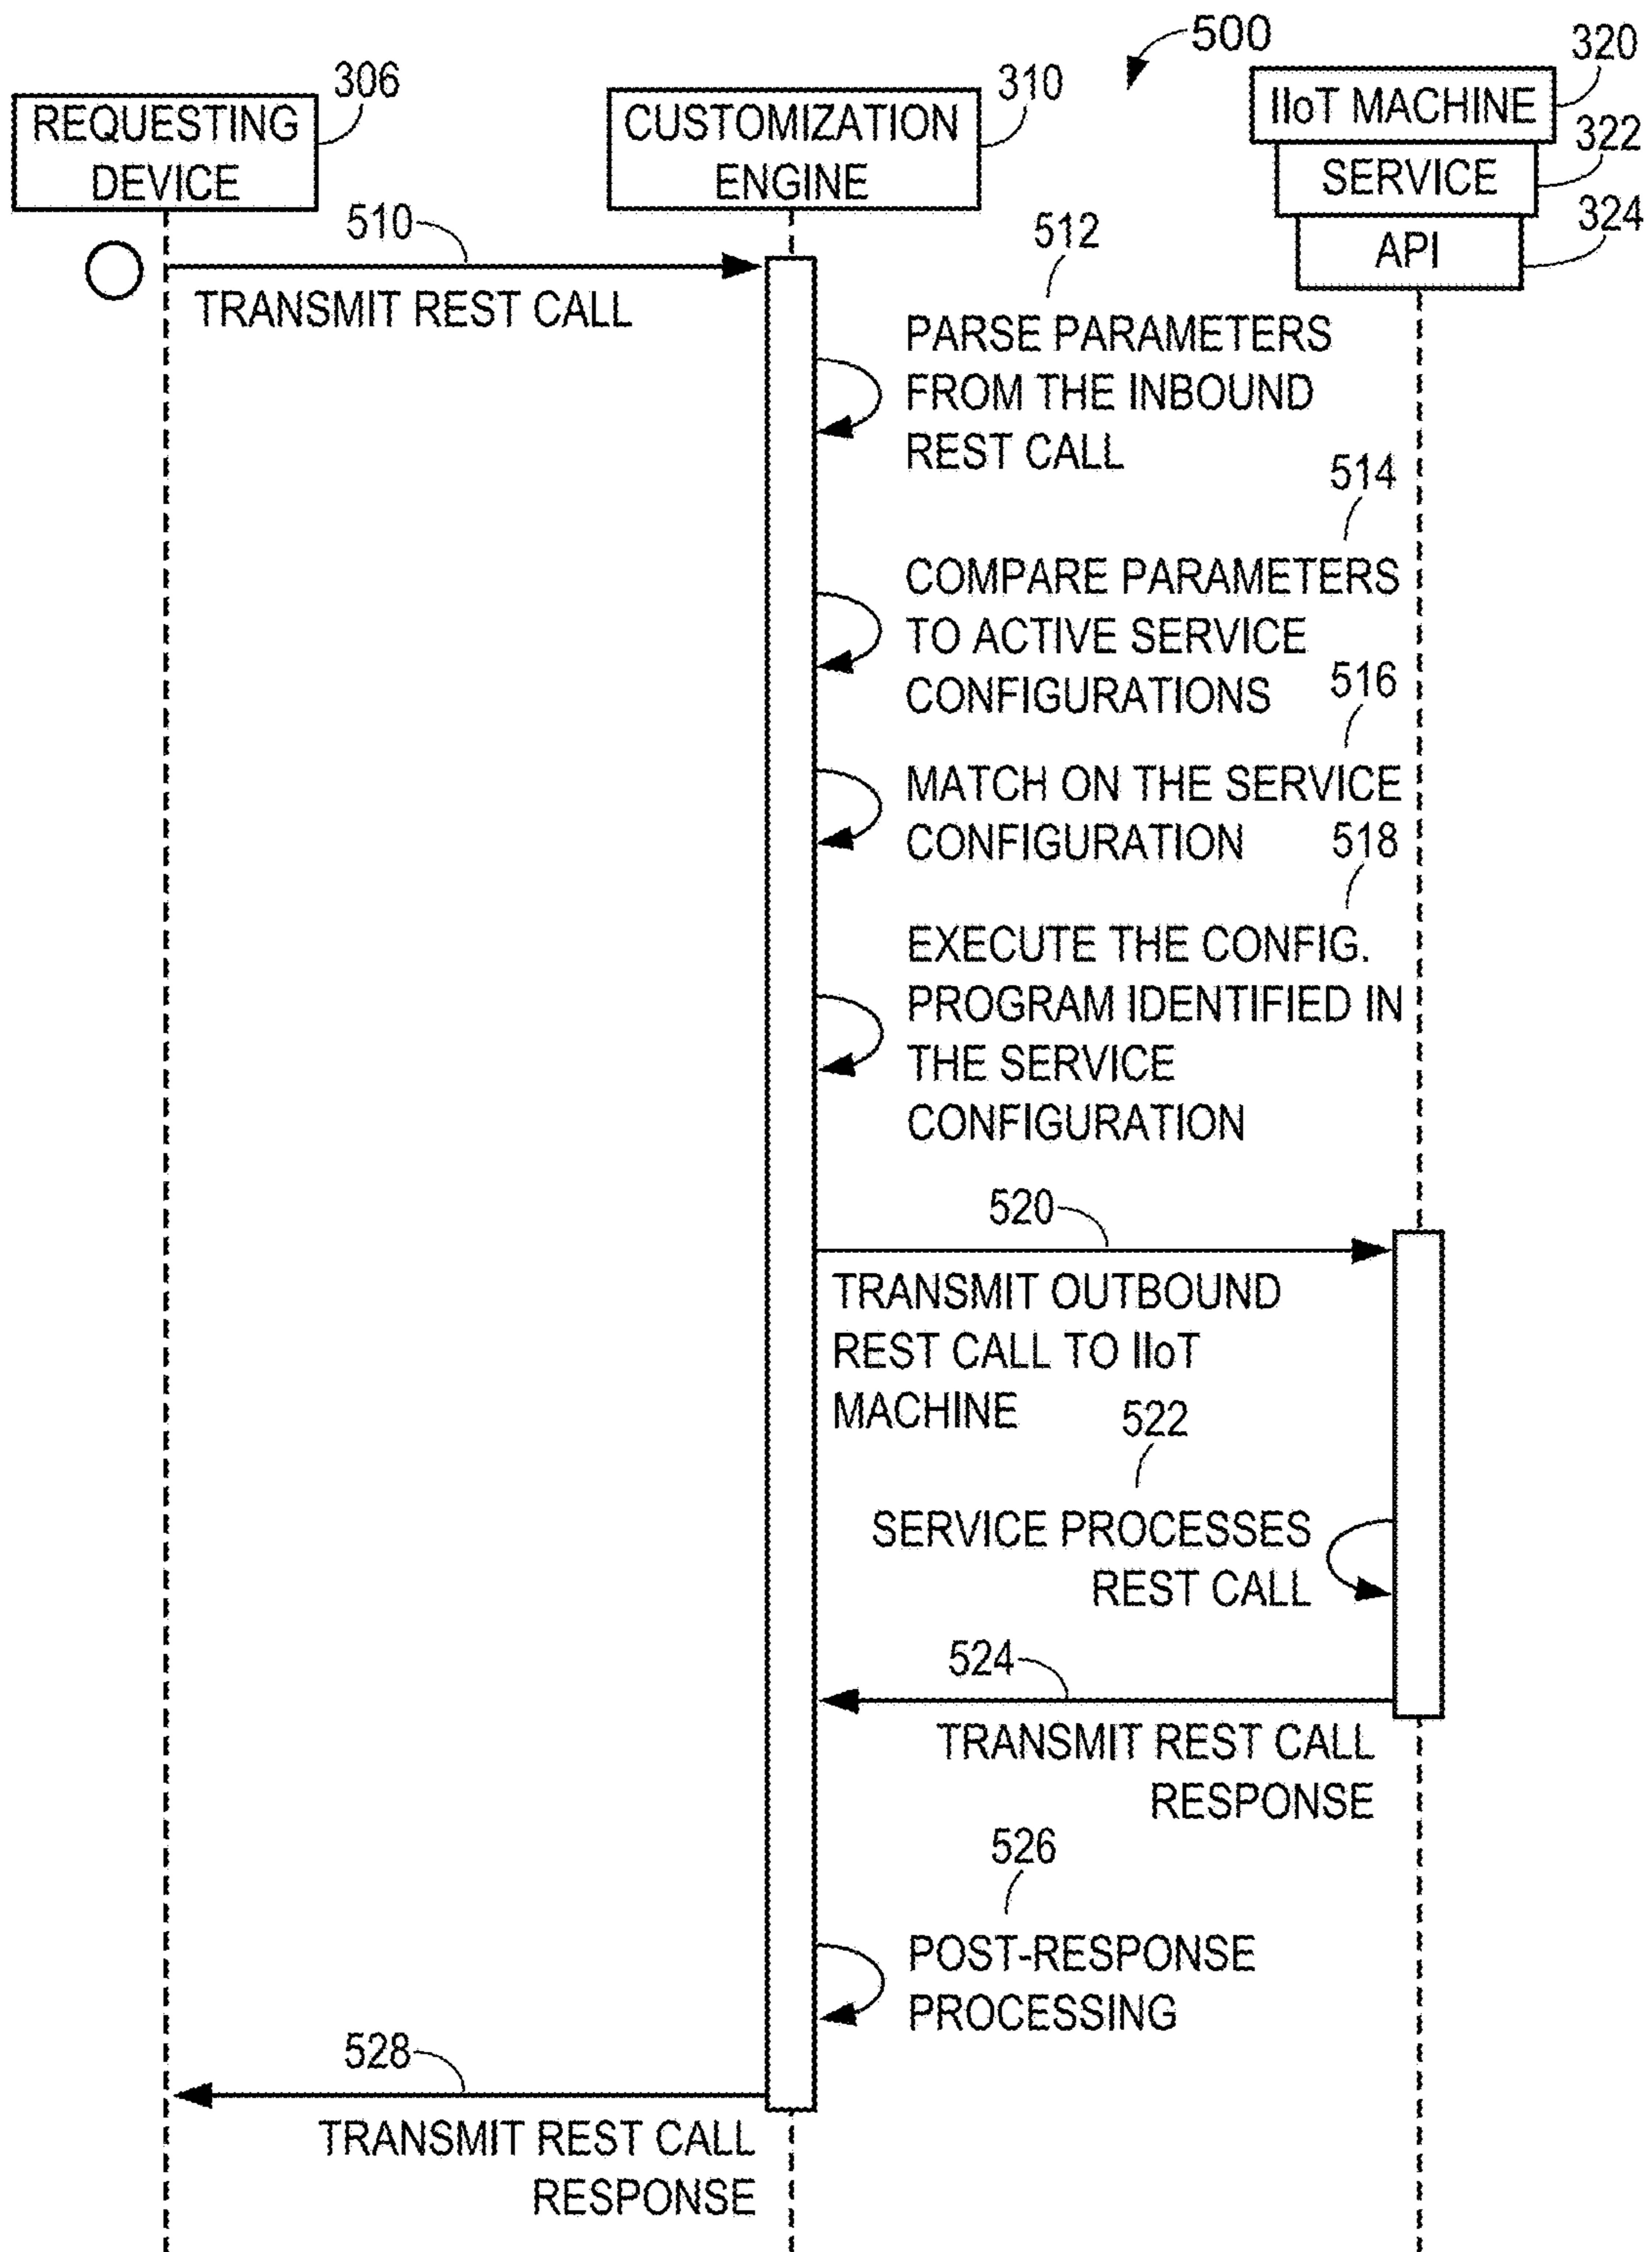 500
320
306
310
REQUESTING
DEVICE
CUSTOMIZATION
ENGINE
IIoT MACHINE
322
SERVICE
324
API
510
TRANSMIT REST CALL
512
PARSE PARAMETERS
FROM THE INBOUND
REST CALL
514
COMPARE PARAMETERS
TO ACTIVE SERVICE
CONFIGURATIONS
516
MATCH ON THE SERVICE
CONFIGURATION
518
EXECUTE THE CONFIG.
PROGRAM IDENTIFIED IN
THE SERVICE
CONFIGURATION
520
TRANSMIT OUTBOUND
REST CALL TO IIoT
MACHINE
522
SERVICE PROCESSES
REST CALL
524
TRANSMIT REST CALL
RESPONSE
526
POST-RESPONSE
PROCESSING
528
TRANSMIT REST CALL
RESPONSE